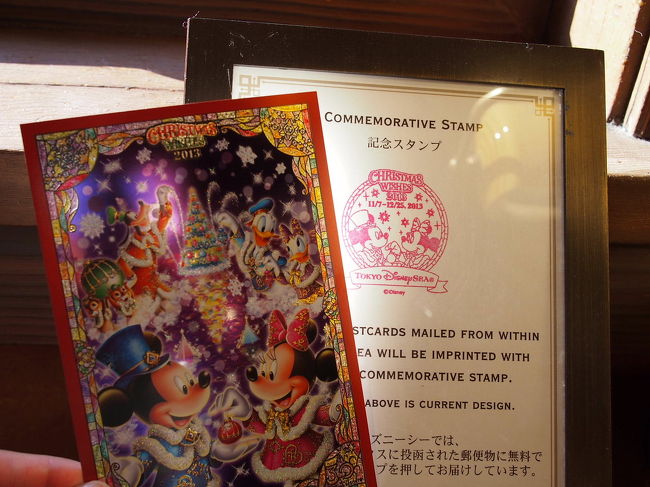 CHRISTMAS
WISHES
2013
COMMEMORATIVE STAMP
記念スタンプ
CHRISTMAS
WISHES
2013
11/7~12/25, 2013
TOKYO DISNEYSEA®
©Disney
STCARDS MAILED FROM WITHIN
EA WILL BE IMPRINTED WITH
COMMEMORATIVE STAMP.
ABOVE IS CURRENT DESIGN.
ズニーシーでは、
クスに投函された郵便物に無料で
プを押してお届けしています。